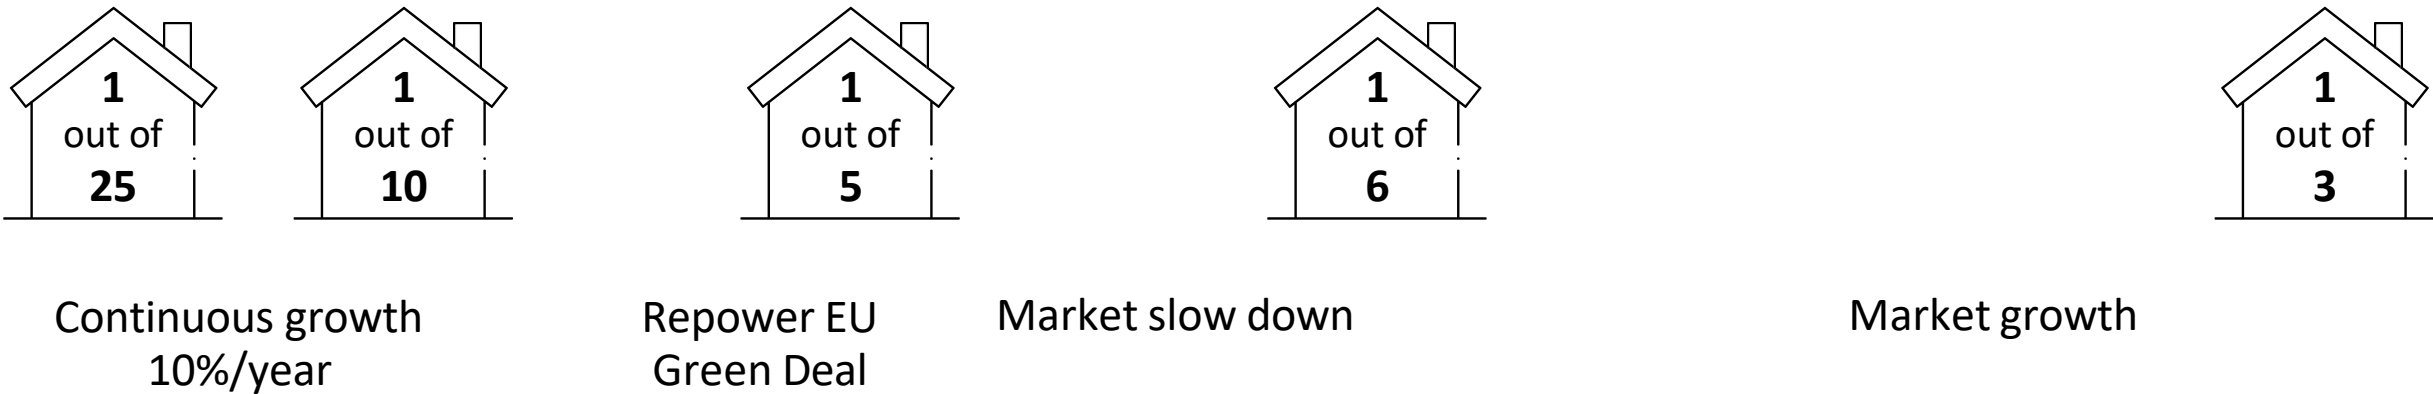 1
out of
25
1
out of
10
1
out of
5
1
out of
6
1
out of
3
Continuous growth
10%/year
Repower EU
Green Deal
Market slow down
Market growth